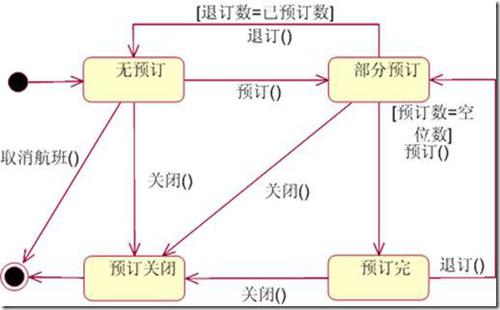 [退订数=已预订数]
退订()
无预订
部分预订
预订()
[预订数=空
位数]
预订()
取消航班()
关闭()
关闭()
预订关闭
预订完
退订()
关闭()